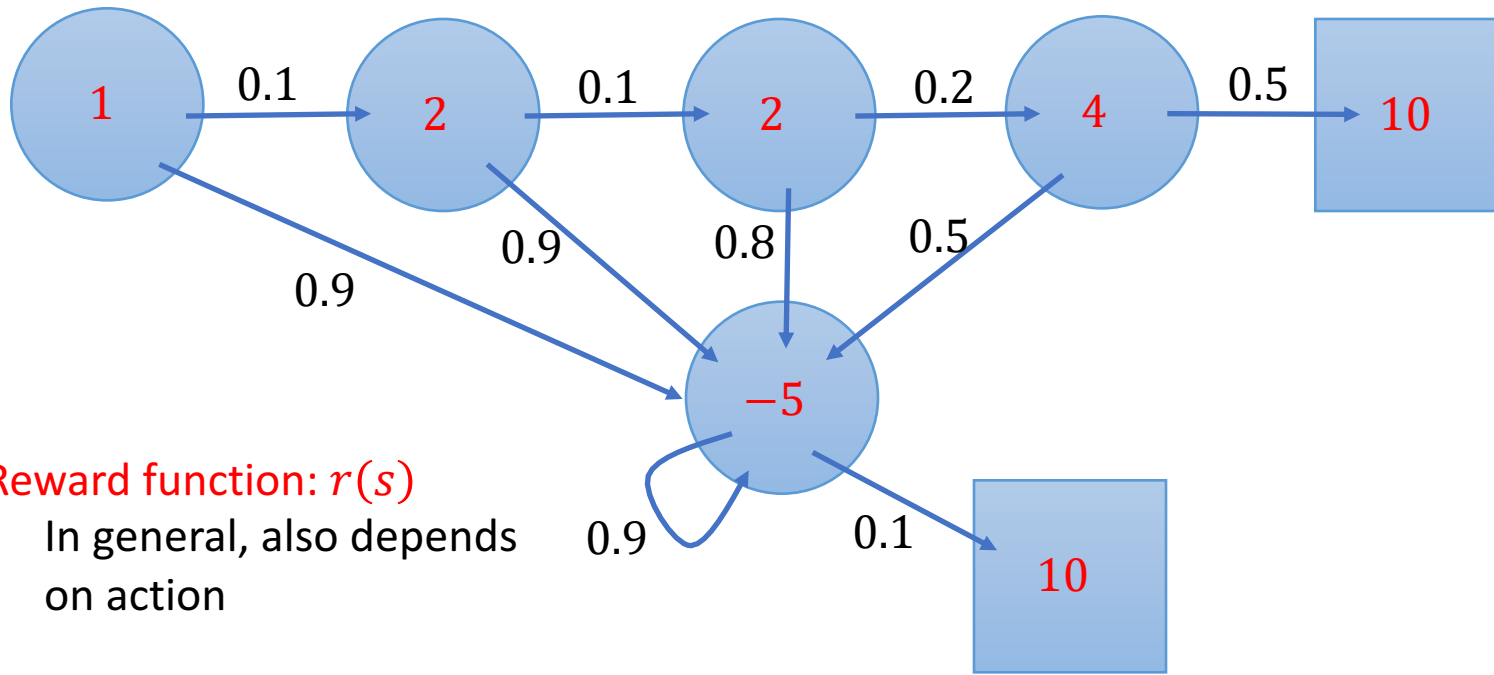 1 0.1 2 0.1 2 0.2 4 0.5 10
0.9 0.9 0.8 0.5
−5
Reward function: r(s)
In general, also depends
on action
0.9 0.1
10